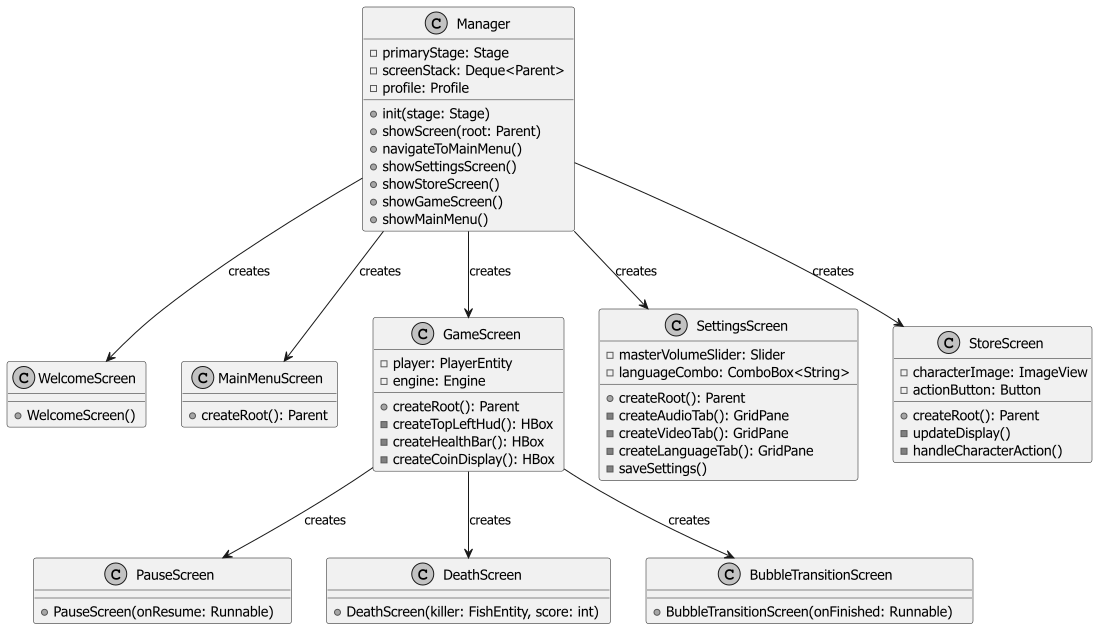 C Manager
primaryStage: Stage
screenStack: Deque<Parent>
profile: Profile
init(stage: Stage)
showScreen(root: Parent)
navigateToMainMenu()
showSettingsScreen()
showStoreScreen()
showGameScreen()
showMainMenu()
creates
creates
creates
creates
creates
C WelcomeScreen
WelcomeScreen()
C MainMenuScreen
createRoot(): Parent
C GameScreen
player: PlayerEntity
engine: Engine
createRoot(): Parent
createTopLeftHud(): HBox
createHealthBar(): HBox
createCoinDisplay(): HBox
C SettingsScreen
masterVolumeSlider: Slider
languageCombo: ComboBox<String>
createRoot(): Parent
createAudioTab(): GridPane
createVideoTab(): GridPane
createLanguageTab(): GridPane
saveSettings()
C StoreScreen
characterImage: ImageView
actionButton: Button
createRoot(): Parent
updateDisplay()
handleCharacterAction()
creates
creates
creates
C PauseScreen
PauseScreen(onResume: Runnable)
C DeathScreen
DeathScreen(killer: FishEntity, score: int)
C BubbleTransitionScreen
BubbleTransitionScreen(onFinished: Runnable)